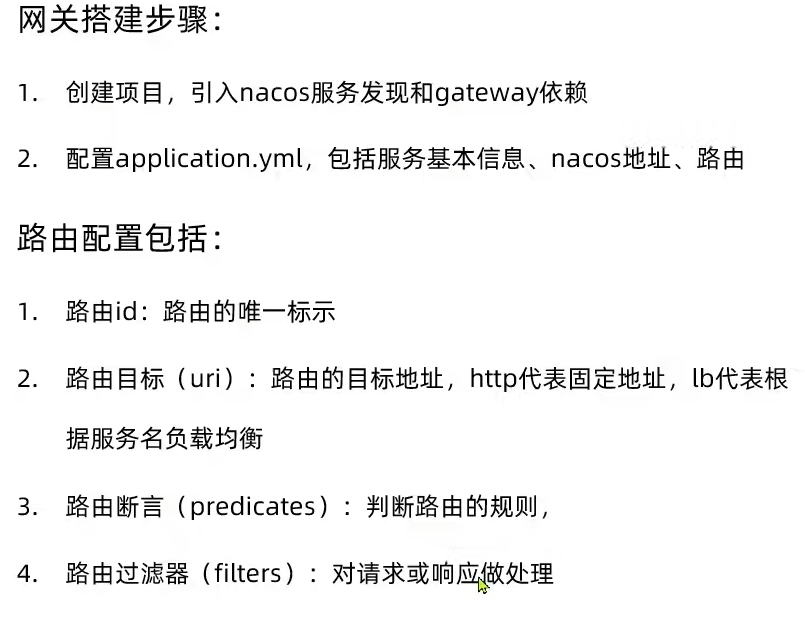 网关搭建步骤：
1. 创建项目，引入nacos服务发现和gateway依赖
2. 配置application.yml，包括服务基本信息、nacos地址、路由
路由配置包括：
1. 路由id：路由的唯一标示
2. 路由目标（uri）：路由的目标地址，http代表固定地址，lb代表根
据服务名负载均衡
3. 路由断言（predicates）：判断路由的规则，
4. 路由过滤器（filters）：对请求或响应做处理